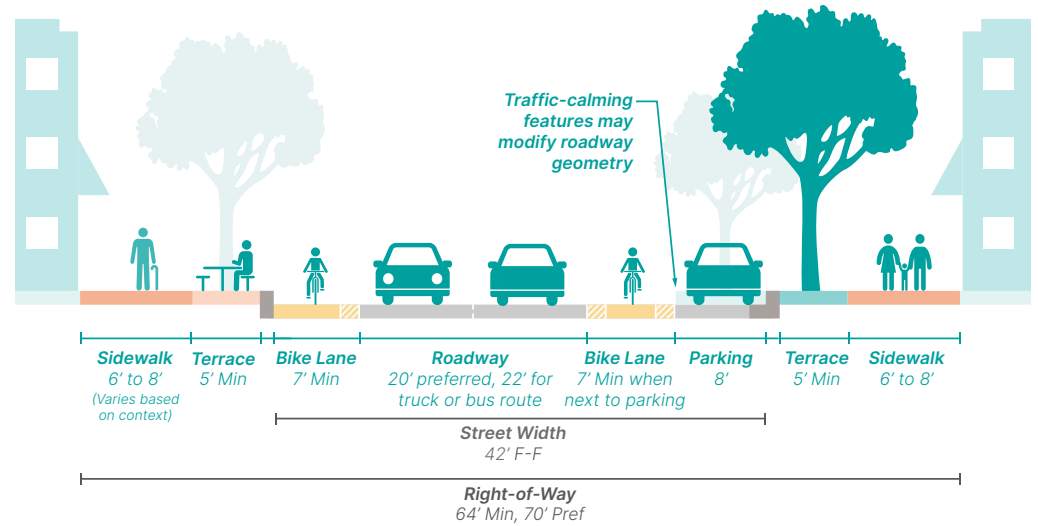 Traffic-calming
features may
modify roadway
geometry
Sidewalk
6’ to 8’
(Varies based
on context)
Terrace
5’ Min
Bike Lane
7’ Min
Roadway
20’ preferred, 22’ for
truck or bus route
Bike Lane
7’ Min when
next to parking
Parking
8’
Terrace
5’ Min
Sidewalk
6’ to 8’
Street Width
42’ F-F
Right-of-Way
64’ Min, 70’ Pref